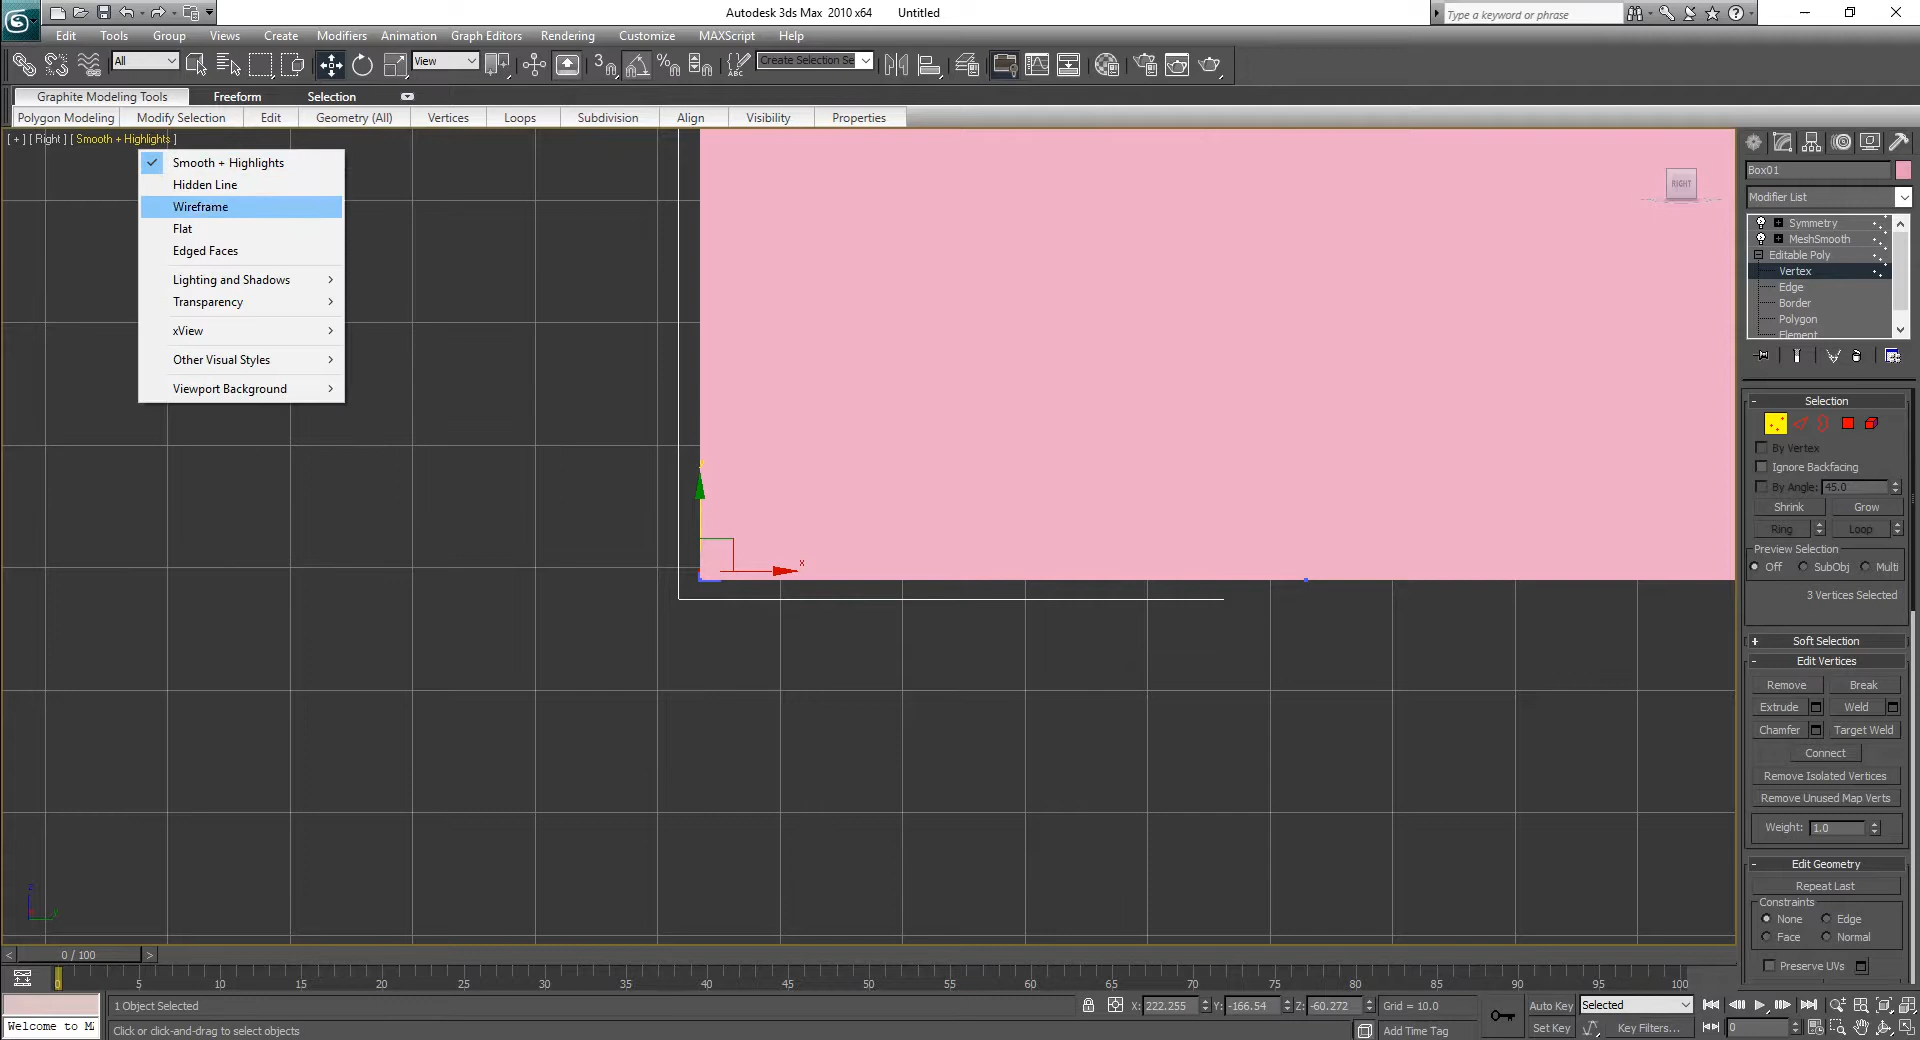 Autodesk 3ds Max 2010 x64 Untitled
Type a keyword or phrase
Edit Tools Group Views Create Modifiers Animation Graph Editors Rendering Customize MAXScript Help
All View Create Selection Se
Graphite Modeling Tools Freeform Selection
Polygon Modeling Modify Selection Edit Geometry (All) Vertices Loops Subdivision Align Visibility Properties
[ + ] [ Right ] [ Smooth + Highlights ]
Smooth + Highlights
Hidden Line
Wireframe
Flat
Edged Faces
Lighting and Shadows
Transparency
xView
Other Visual Styles
Viewport Background
RIGHT
x
z
Box01
Modifier List
Symmetry
MeshSmooth
Editable Poly
Vertex
Edge
Border
Polygon
Element
- Selection
By Vertex
Ignore Backfacing
By Angle: 45.0
Shrink Grow
Ring Loop
Preview Selection
Off SubObj Multi
3 Vertices Selected
+ Soft Selection
- Edit Vertices
Remove Break
Extrude Weld
Chamfer Target Weld
Connect
Remove Isolated Vertices
Remove Unused Map Verts
Weight: 1.0
- Edit Geometry
Repeat Last
Constraints
None Edge
Face Normal
Preserve UVs
< 0 / 100 >
0 5 10 15 20 25 30 35 40 45 50 55 60 65 70 75 80 85 90 95 100
1 Object Selected X: 222.255 Y: -166.54 Z: -60.272 Grid = 10.0 Auto Key Selected
Welcome to MA Click or click-and-drag to select objects Add Time Tag Set Key Key Filters... 0